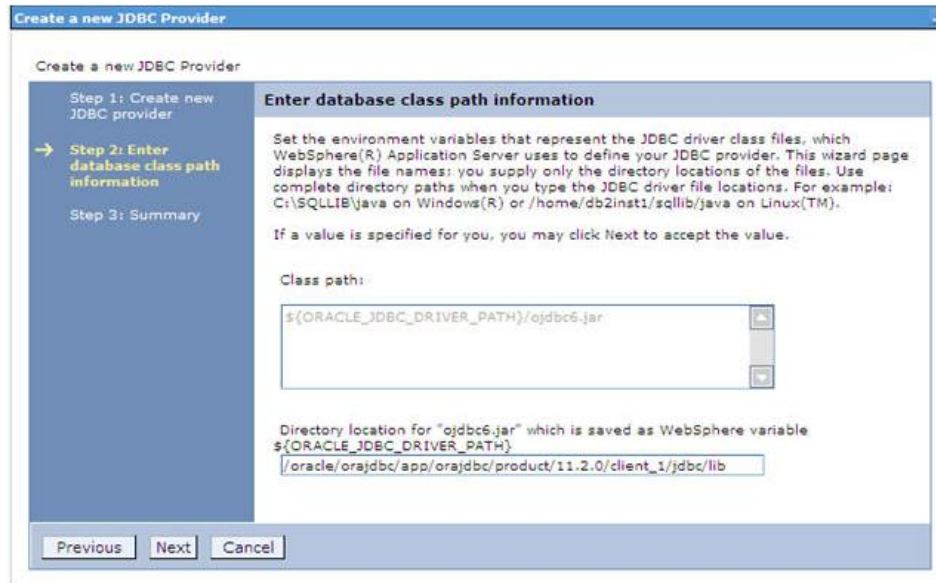 Create a new JDBC Provider
Create a new JDBC Provider
Step 1: Create new
JDBC provider
Step 2: Enter
database class path
information
Step 3: Summary
Enter database class path information
Set the environment variables that represent the JDBC driver class files, which
WebSphere(R) Application Server uses to define your JDBC provider. This wizard page
displays the file names; you supply only the directory locations of the files. Use
complete directory paths when you type the JDBC driver file locations. For example:
C:\SQLLIB\java on Windows(R) or /home/db2inst1/sqllib/java on Linux(TM).
If a value is specified for you, you may click Next to accept the value.
Class path:
${ORACLE_JDBC_DRIVER_PATH}/ojdbc6.jar
Directory location for "ojdbc6.jar" which is saved as WebSphere variable
${ORACLE_JDBC_DRIVER_PATH}
/oracle/orajdbc/app/orajdbc/product/11.2.0/client_1/jdbc/lib
Previous Next Cancel